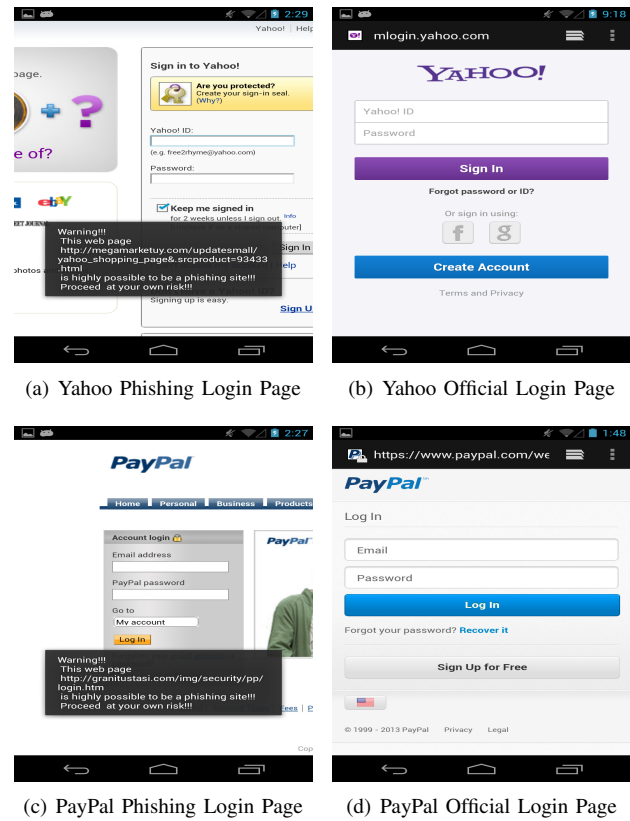 2:29
Yahoo! | Help
page.
Sign in to Yahoo!
Are you protected?
Create your sign-in seal.
(Why?)
+ ?
e of?
Yahoo! ID:
(e.g. free2rhyme@yahoo.com)
Password:
ebY
EET JOURNAL
Keep me signed in
for 2 weeks unless I sign out. Info
computer]
Warning!!!
This web page
http://megamarketuy.com/updatesmall/
yahoo_shopping_page&.srcproduct=93433
.html
is highly possible to be a phishing site!!!
Proceed at your own risk!!!
Sign In
Help
hotos a
ID?
Signing up is easy.
Sign U
(a) Yahoo Phishing Login Page
9:18
Y! mlogin.yahoo.com
YAHOO!
Yahoo! ID
Password
Sign In
Forgot password or ID?
Or sign in using:
f g
Create Account
Terms and Privacy
(b) Yahoo Official Login Page
2:27
PayPal
Home Personal Business Products
Account login
Email address
PayPal password
Go to
My account
Log In
PayPal
Warning!!!
This web page
http://granitustasi.com/img/security/pp/
login.htm
is highly possible to be a phishing site!!!
Proceed at your own risk!!!
Fees | P
Cop
(c) PayPal Phishing Login Page
1:48
https://www.paypal.com/we
PayPal™
Log In
Email
Password
Log In
Forgot your password? Recover it
Sign Up for Free
© 1999 - 2013 PayPal Privacy Legal
(d) PayPal Official Login Page